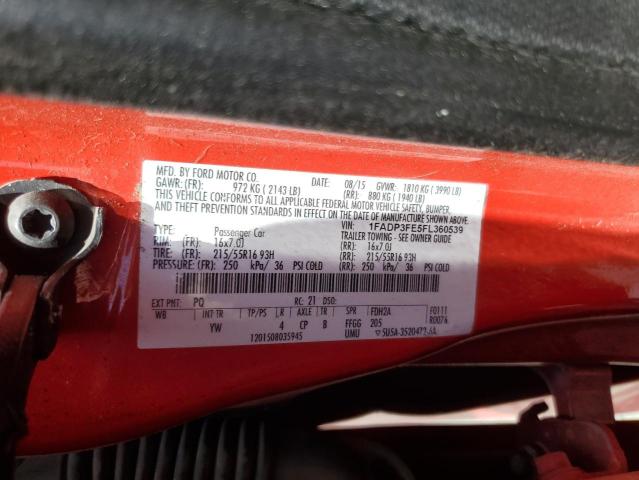 MFD. BY FORD MOTOR CO. DATE: 08/15 GVWR: 1810 KG ( 3990 LB)
GAWR: (FR): 972 KG ( 2143 LB) (RR): 880 KG ( 1940 LB)
THIS VEHICLE CONFORMS TO ALL APPLICABLE FEDERAL MOTOR VEHICLE SAFETY, BUMPER,
AND THEFT PREVENTION STANDARDS IN EFFECT ON THE DATE OF MANUFACTURE SHOWN ABOVE.
VIN: 1FADP3FE5FL360539
TYPE: Passenger Car TRAILER TOWING - SEE OWNER GUIDE
RIM: (FR): 16x7.0J (RR): 16x7.0J
TIRE: (FR): 215/55R16 93H (RR): 215/55R16 93H
PRESSURE: (FR): 250 kPa/ 36 PSI COLD (RR): 250 kPa/ 36 PSI COLD
EXT PNT: PQ RC: 21 DSO: F0111
WB INT TR TP/PS R AXLE TR SPR FDH2A R0076
YW 4 CP B FFGG 205
1201508035945 UMU 5U5A-3520472-